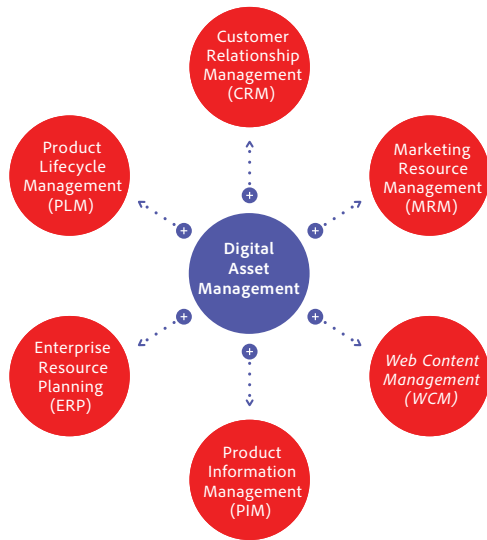 Customer
Relationship
Management
(CRM)
Product
Lifecycle
Management
(PLM)
Marketing
Resource
Management
(MRM)
+
+
+
Digital
Asset
Management
+
+
+
Enterprise
Resource
Planning
(ERP)
Web Content
Management
(WCM)
Product
Information
Management
(PIM)